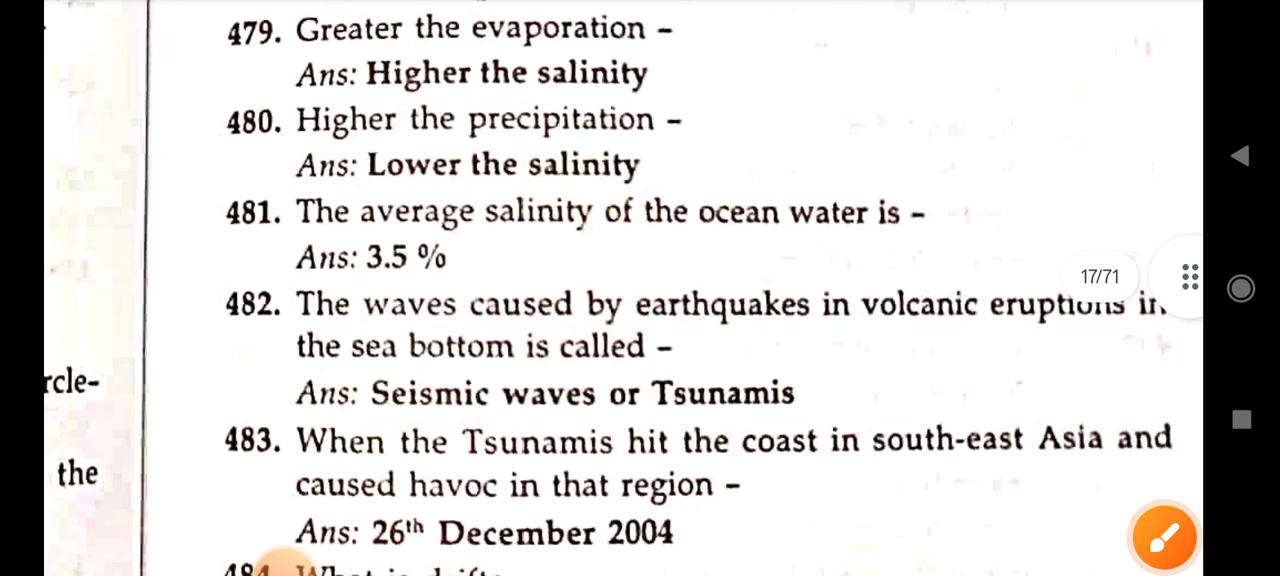 479. Greater the evaporation –
Ans: Higher the salinity
480. Higher the precipitation –
Ans: Lower the salinity
481. The average salinity of the ocean water is –
Ans: 3.5 %
17/71
482. The waves caused by earthquakes in volcanic eruptions in
the sea bottom is called –
Ans: Seismic waves or Tsunamis
rcle-
483. When the Tsunamis hit the coast in south-east Asia and
the
caused havoc in that region –
Ans: 26th December 2004